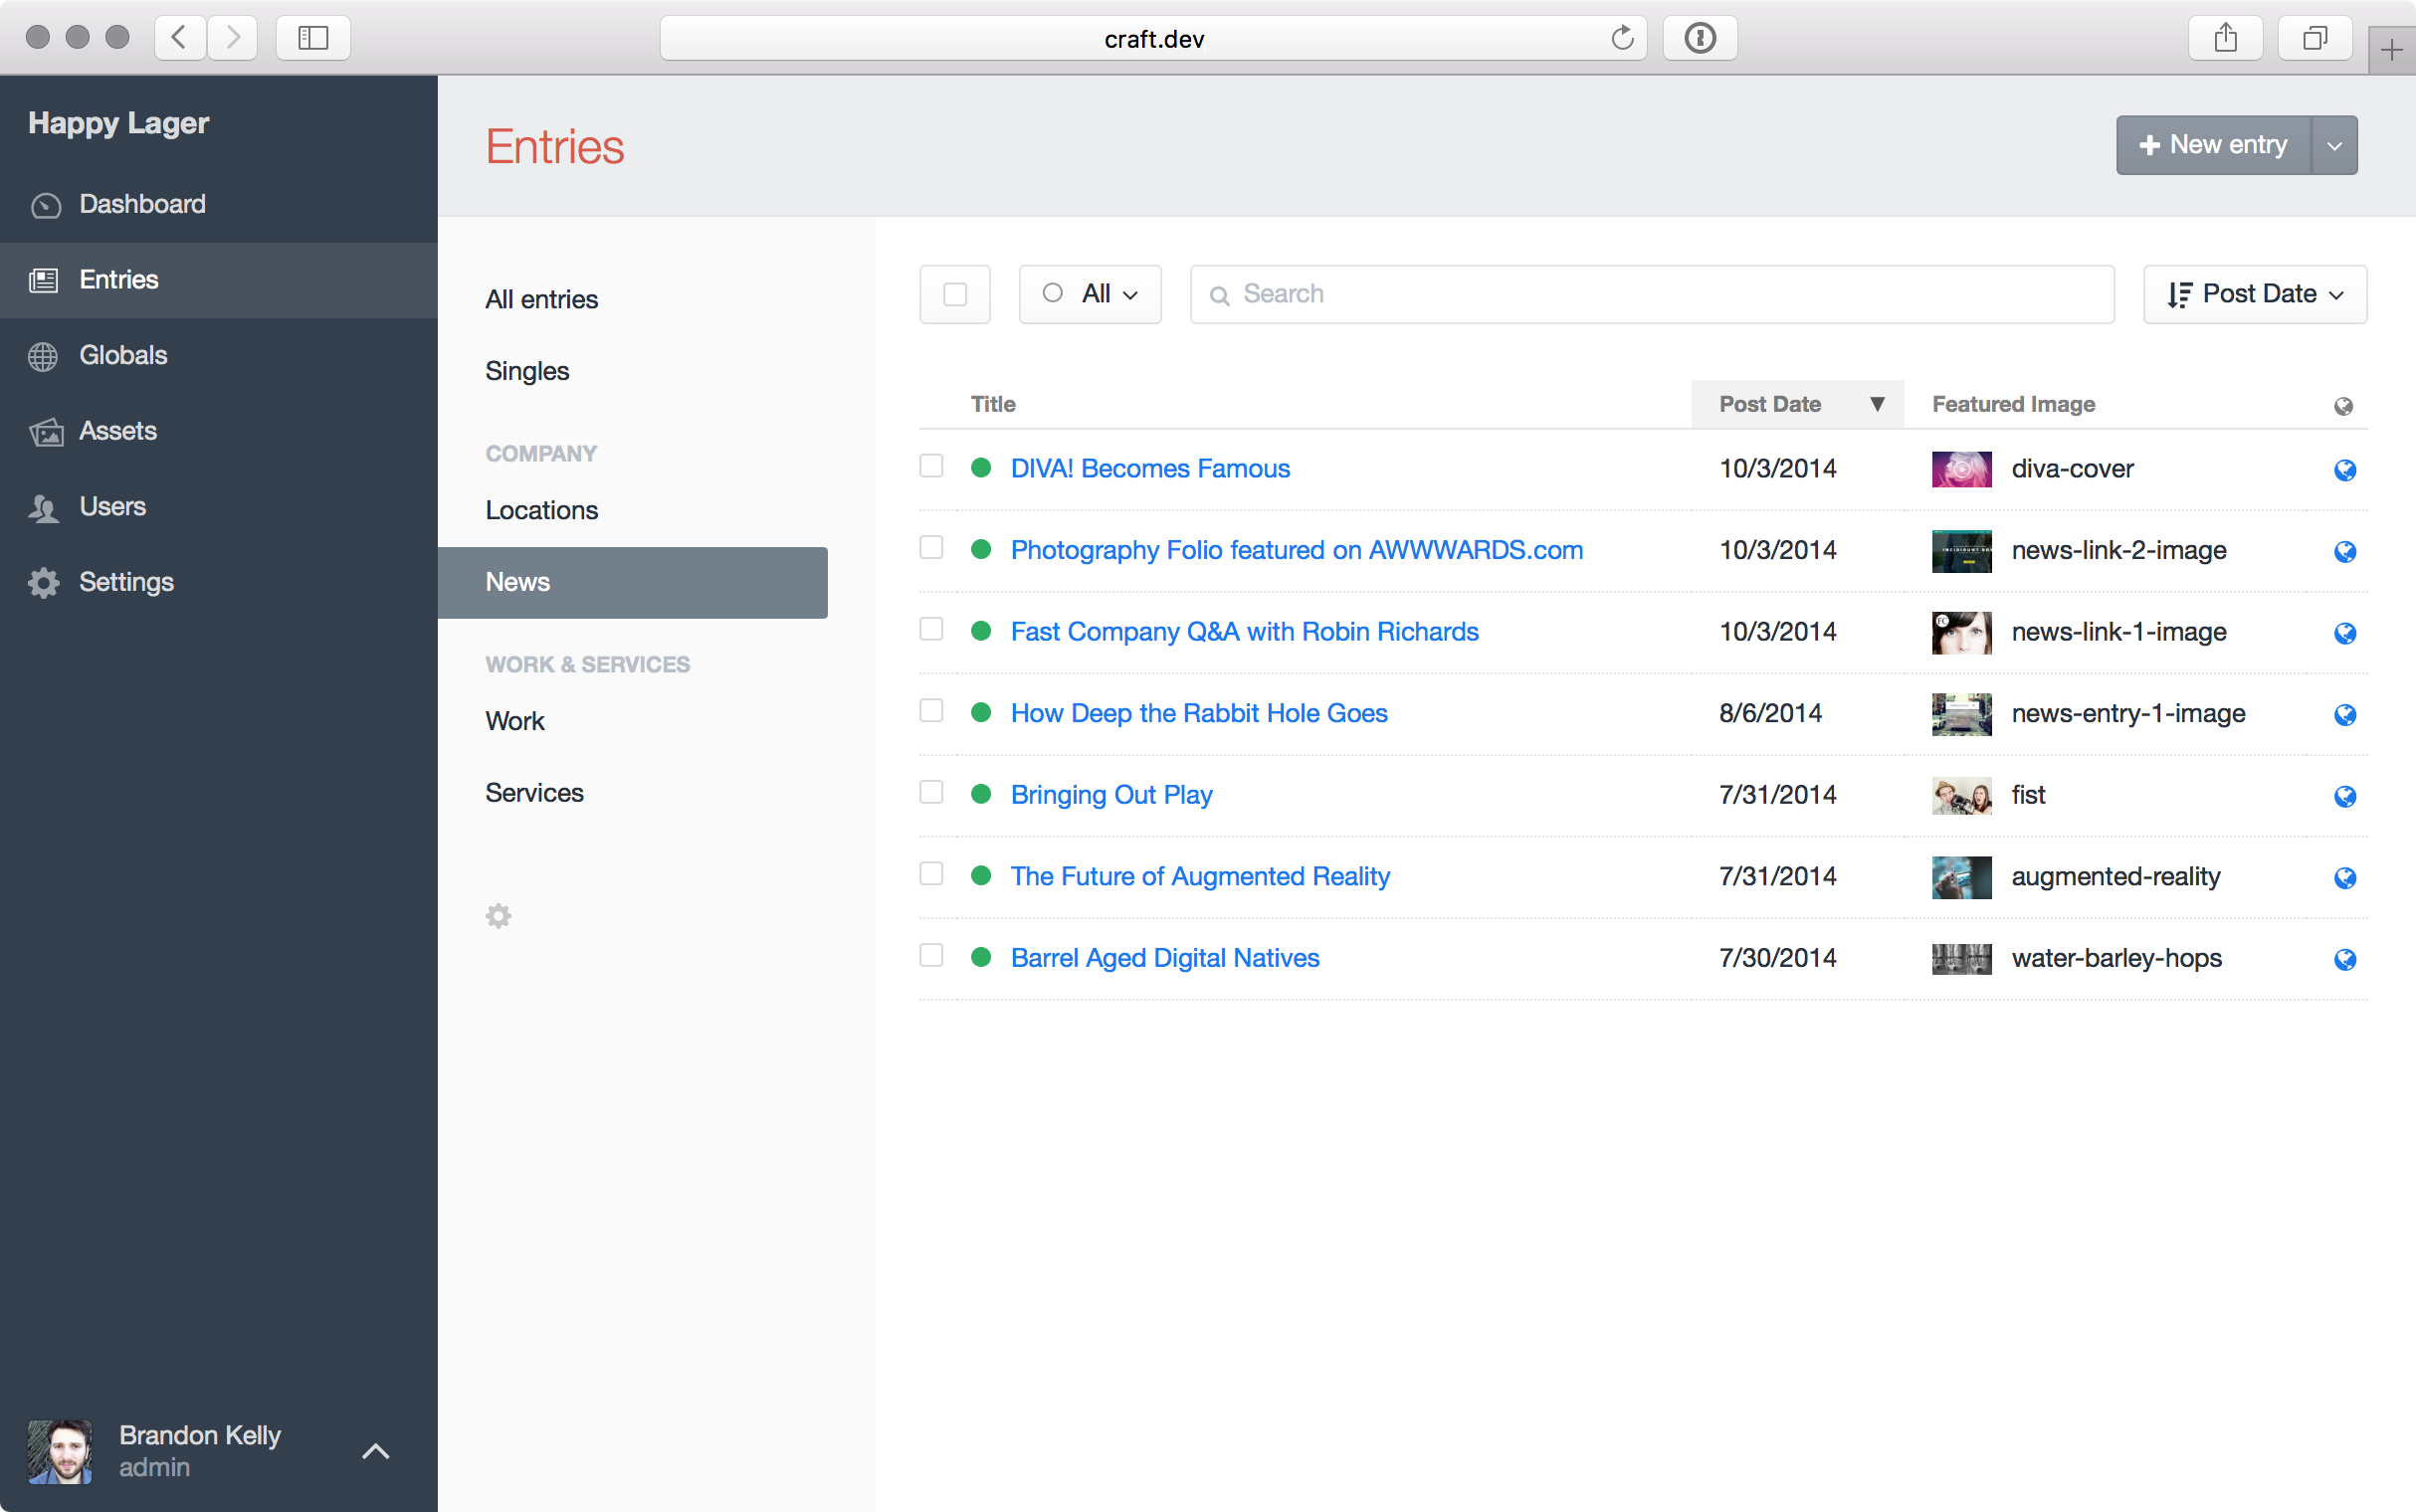 craft.dev
Happy Lager
Dashboard
Entries
Globals
Assets
Users
Settings
Brandon Kelly
admin
Entries
New entry
All entries
Singles
COMPANY
Locations
News
WORK & SERVICES
Work
Services
All
Search
Post Date
Title Post Date ▼ Featured Image
DIVA! Becomes Famous 10/3/2014 diva-cover
Photography Folio featured on AWWWARDS.com 10/3/2014 news-link-2-image
Fast Company Q&A with Robin Richards 10/3/2014 news-link-1-image
How Deep the Rabbit Hole Goes 8/6/2014 news-entry-1-image
Bringing Out Play 7/31/2014 fist
The Future of Augmented Reality 7/31/2014 augmented-reality
Barrel Aged Digital Natives 7/30/2014 water-barley-hops